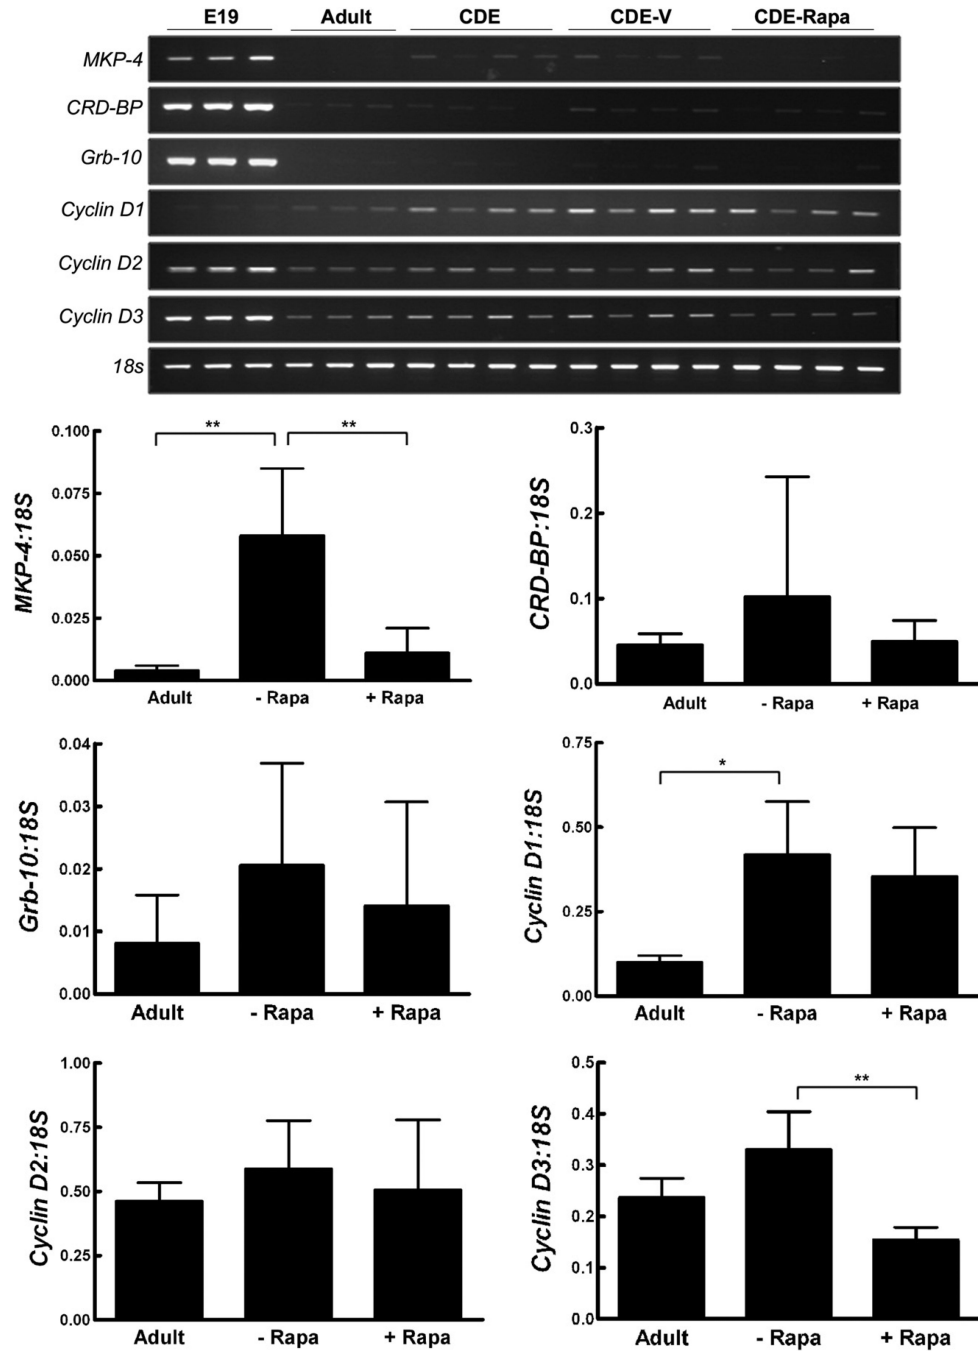 E19 Adult CDE CDE-V CDE-Rapa
MKP-4
CRD-BP
Grb-10
Cyclin D1
Cyclin D2
Cyclin D3
18s
MKP-4:18S
0.100
0.075
0.050
0.025
0.000
** **
Adult - Rapa + Rapa
CRD-BP:18S
0.3
0.2
0.1
0.0
Adult - Rapa + Rapa
Grb-10:18S
0.04
0.03
0.02
0.01
0.00
Adult - Rapa + Rapa
Cyclin D1:18S
0.75
0.50
0.25
0.00
*
Adult - Rapa + Rapa
Cyclin D2:18S
1.00
0.75
0.50
0.25
0.00
Adult - Rapa + Rapa
Cyclin D3:18S
0.5
0.4
0.3
0.2
0.1
0.0
**
Adult - Rapa + Rapa